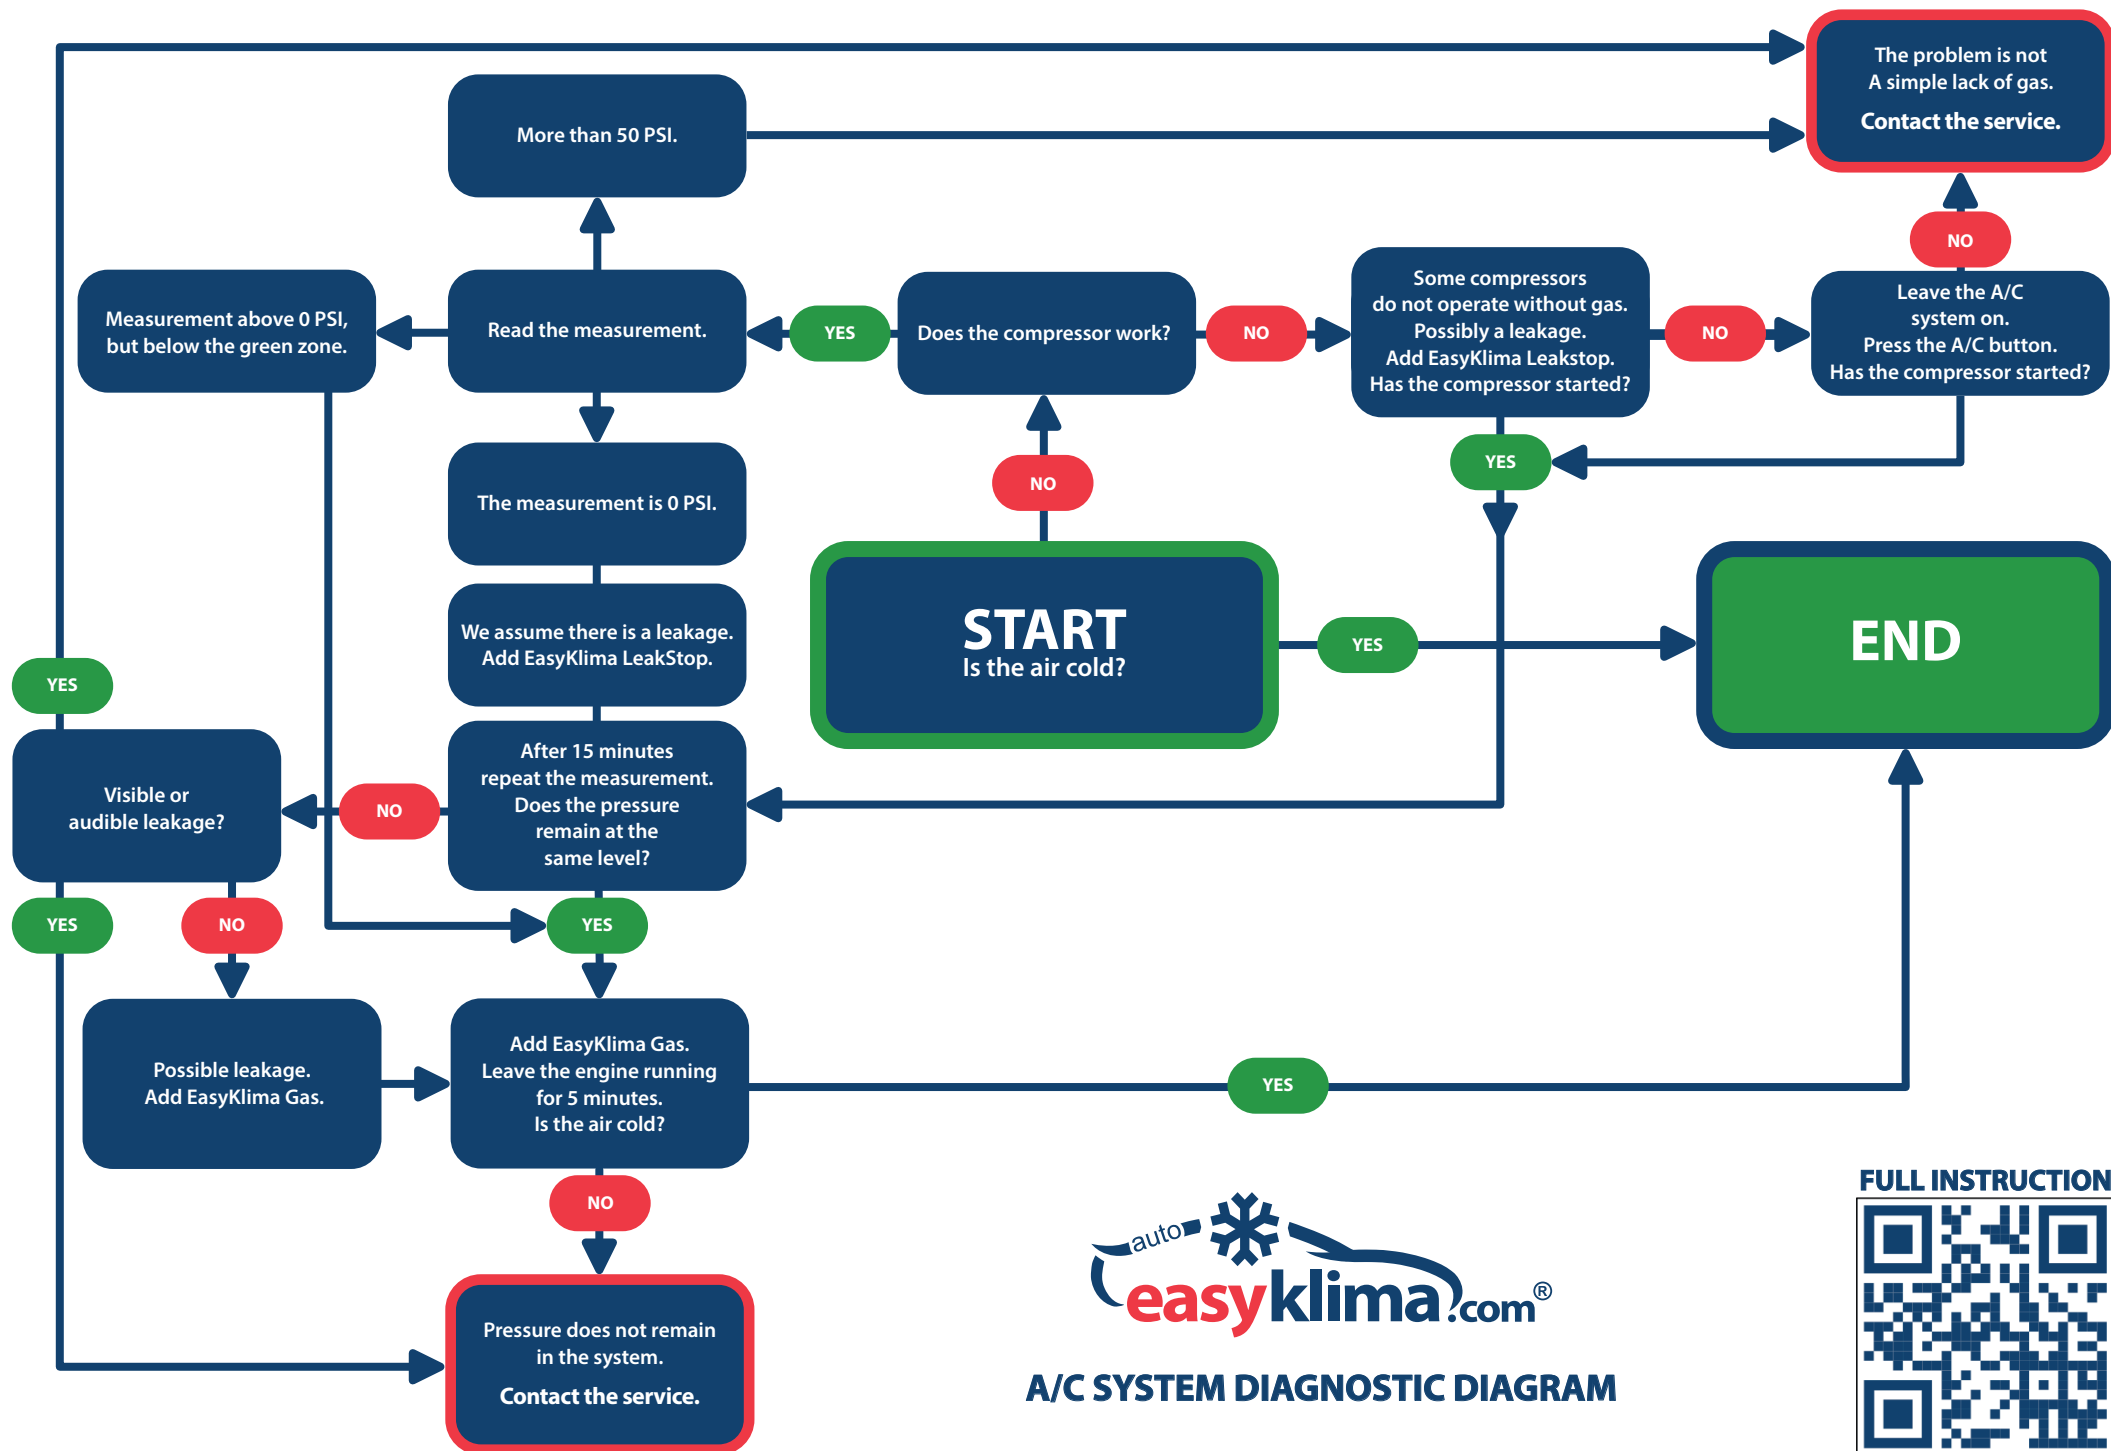 The problem is not
A simple lack of gas.
Contact the service.
More than 50 PSI.
NO
Measurement above 0 PSI,
but below the green zone.
Read the measurement.
YES
Does the compressor work?
NO
Some compressors
do not operate without gas.
Possibly a leakage.
Add EasyKlima Leakstop.
Has the compressor started?
NO
Leave the A/C
system on.
Press the A/C button.
Has the compressor started?
YES
NO
The measurement is 0 PSI.
START
Is the air cold?
YES
END
We assume there is a leakage.
Add EasyKlima LeakStop.
YES
Visible or
audible leakage?
NO
After 15 minutes
repeat the measurement.
Does the pressure
remain at the
same level?
YES
NO
YES
Possible leakage.
Add EasyKlima Gas.
Add EasyKlima Gas.
Leave the engine running
for 5 minutes.
Is the air cold?
YES
NO
Pressure does not remain
in the system.
Contact the service.
auto
easyklima.com®
A/C SYSTEM DIAGNOSTIC DIAGRAM
FULL INSTRUCTION